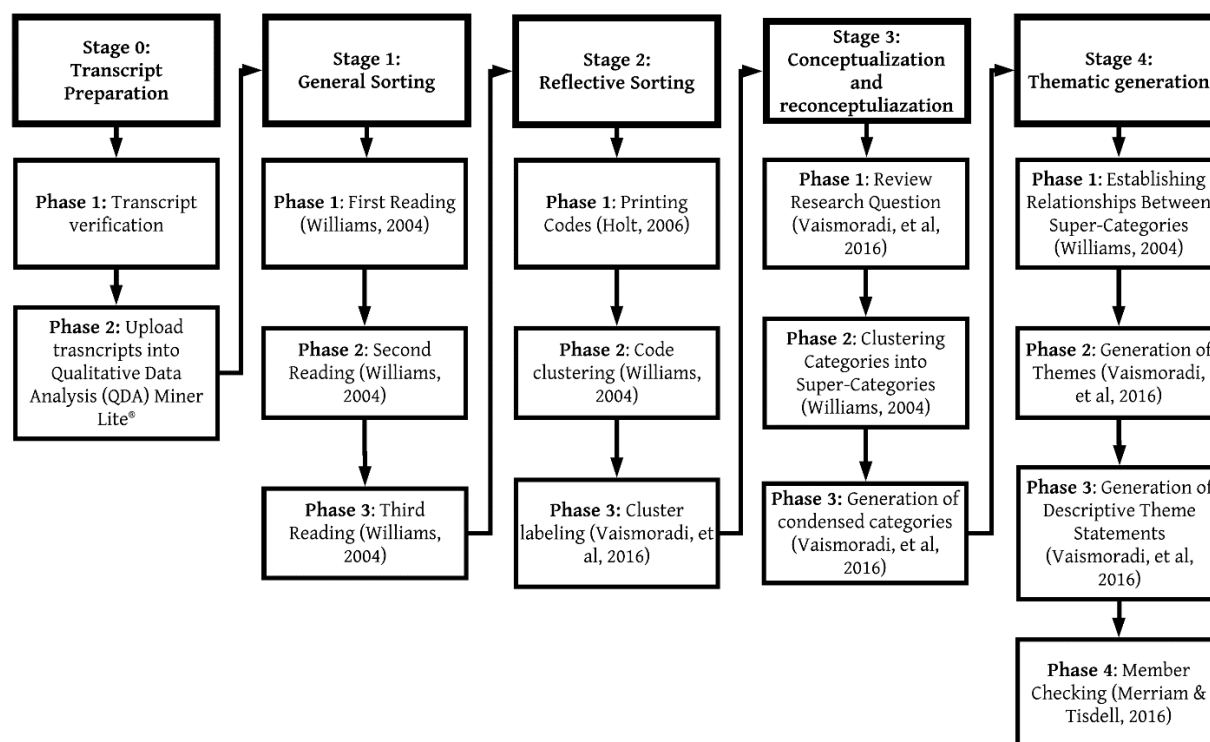 Stage 0:
Transcript
Preparation
Phase 1: Transcript
verification
Phase 2: Upload
trasncripts into
Qualitative Data
Analysis (QDA) Miner
Lite®
Stage 1:
General Sorting
Phase 1: First Reading
(Williams, 2004)
Phase 2: Second
Reading (Williams,
2004)
Phase 3: Third
Reading (Williams,
2004)
Stage 2:
Reflective Sorting
Phase 1: Printing
Codes (Holt, 2006)
Phase 2: Code
clustering (Williams,
2004)
Phase 3: Cluster
labeling (Vaismoradi, et
al, 2016)
Stage 3:
Conceptualization
and
reconceptuliazation
Phase 1: Review
Research Question
(Vaismoradi, et al,
2016)
Phase 2: Clustering
Categories into
Super-Categories
(Williams, 2004)
Phase 3: Generation of
condensed categories
(Vaismoradi, et al,
2016)
Stage 4:
Thematic generation
Phase 1: Establishing
Relationships Between
Super-Categories
(Williams, 2004)
Phase 2: Generation of
Themes (Vaismoradi,
et al, 2016)
Phase 3: Generation of
Descriptive Theme
Statements
(Vaismoradi, et al,
2016)
Phase 4: Member
Checking (Merriam &
Tisdell, 2016)